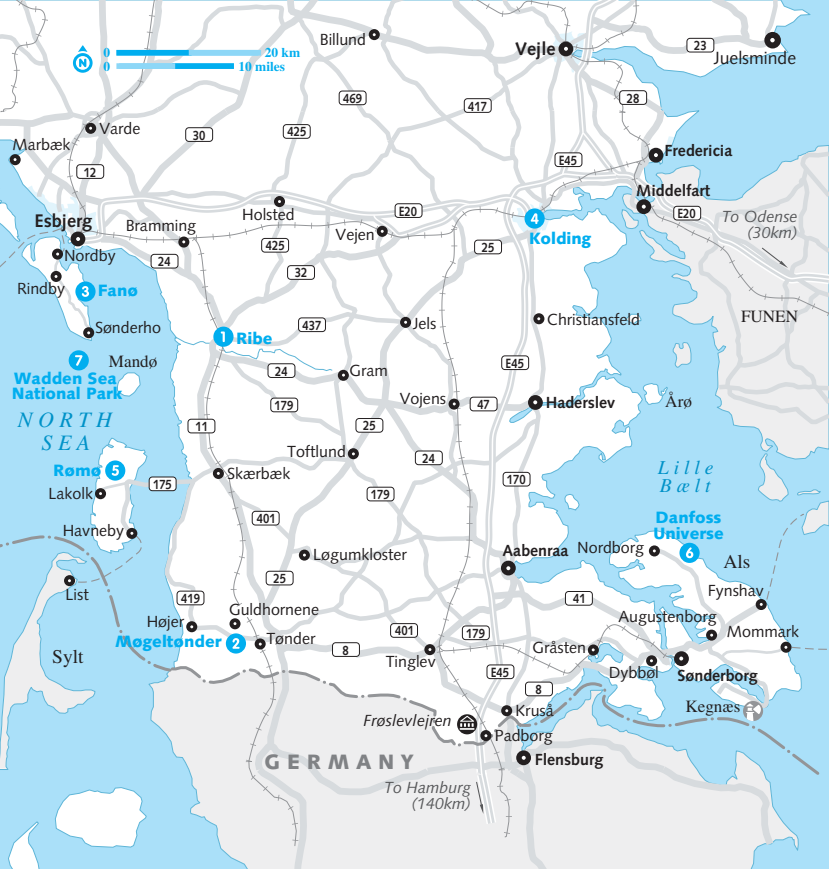 Billund
Vejle
23
Juelsminde
N
0 20 km
0 10 miles
469
417
28
Varde
30
425
Marbæk
12
E45
Fredericia
Middelfart
E20
To Odense
(30km)
Holsted
E20
4
Kolding
Esbjerg
Bramming
425
Vejen
25
Nordby
24
32
Rindby
3 Fanø
Sønderho
1 Ribe
437
Jels
Christiansfeld
FUNEN
7
Wadden Sea
National Park
Mandø
24
Gram
E45
179
Vojens
47
Haderslev
Årø
NORTH
SEA
11
25
Toftlund
24
Lille
Bælt
Rømø 5
175
Skærbæk
170
Lakolk
179
401
Havneby
Danfoss
Universe
6
Nordborg
Als
Løgumkloster
Aabenraa
List
25
Fynshav
419
Guldhornene
41
Augustenborg
Højer
Møgeltønder 2
Tønder
8
401
179
Mommark
Sylt
Tinglev
Gråsten
Dybbøl
Sønderborg
E45
8
Kegnæs
Kruså
Frøslevlejren
Padborg
GERMANY
Flensburg
To Hamburg
(140km)